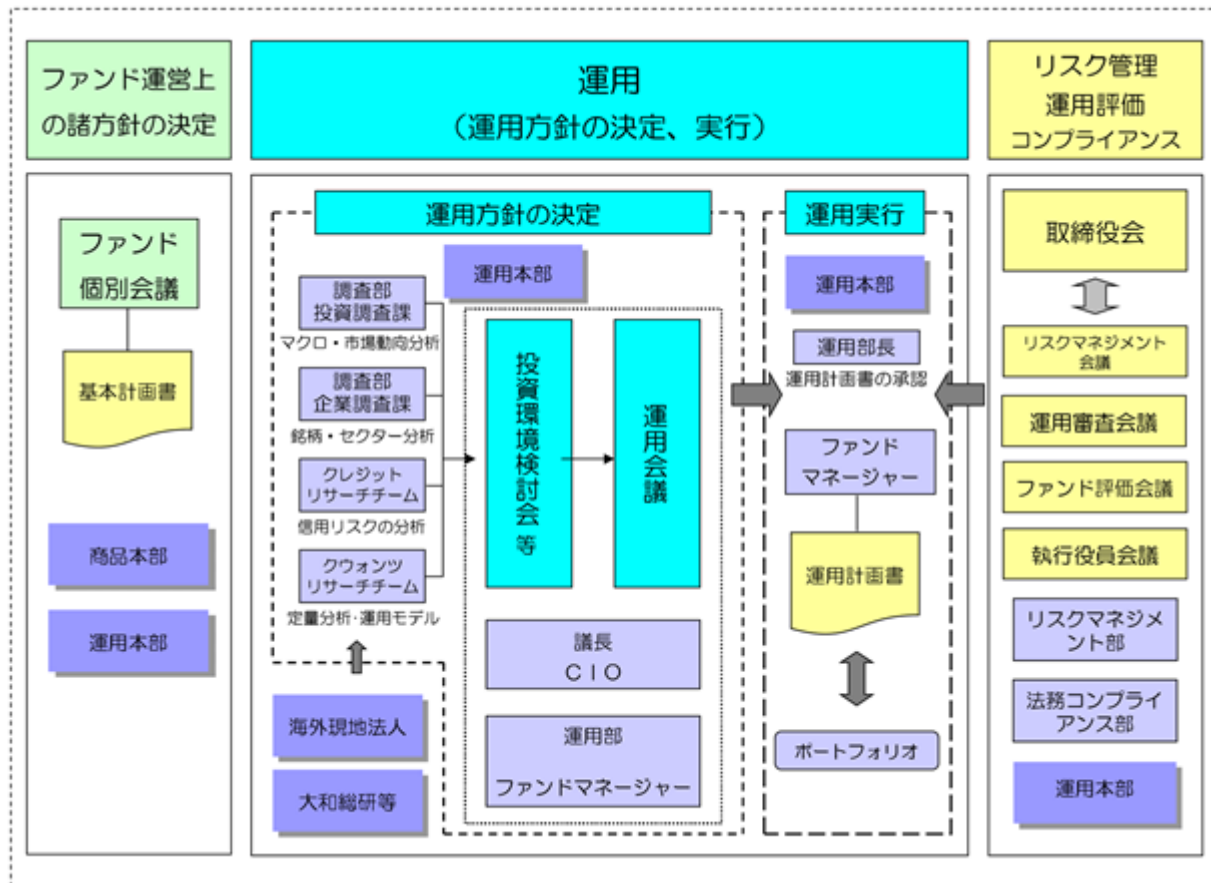 ファンド運営上
の諸方針の決定
運用
（運用方針の決定、実行）
リスク管理
運用評価
コンプライアンス
ファンド
個別会議
基本計画書
商品本部
運用本部
運用方針の決定
運用本部
調査部
投資調査課
マクロ・市場動向分析
調査部
企業調査課
銘柄・セクター分析
クレジット
リサーチチーム
信用リスクの分析
クウォンツ
リサーチチーム
定量分析・運用モデル
海外現地法人
大和総研等
投資環境検討会等
運用会議
議長
ＣＩＯ
運用部
ファンドマネージャー
運用実行
運用本部
運用部長
運用計画書の承認
ファンド
マネージャー
運用計画書
ポートフォリオ
取締役会
リスクマネジメント
会議
運用審査会議
ファンド評価会議
執行役員会議
リスクマネジメ
ント部
法務コンプライ
アンス部
運用本部